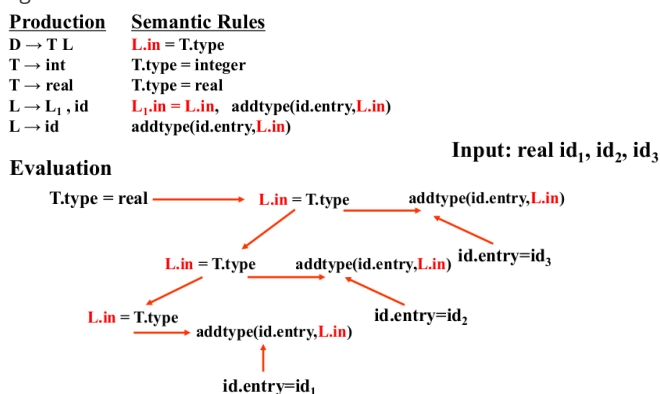 Production Semantic Rules
D → T L L.in = T.type
T → int T.type = integer
T → real T.type = real
L → L₁ , id L₁.in = L.in, addtype(id.entry,L.in)
L → id addtype(id.entry,L.in)
Input: real id₁, id₂, id₃
Evaluation
T.type = real L.in = T.type addtype(id.entry,L.in)
id.entry=id₃
L.in = T.type addtype(id.entry,L.in)
id.entry=id₂
L.in = T.type
addtype(id.entry,L.in)
id.entry=id₁